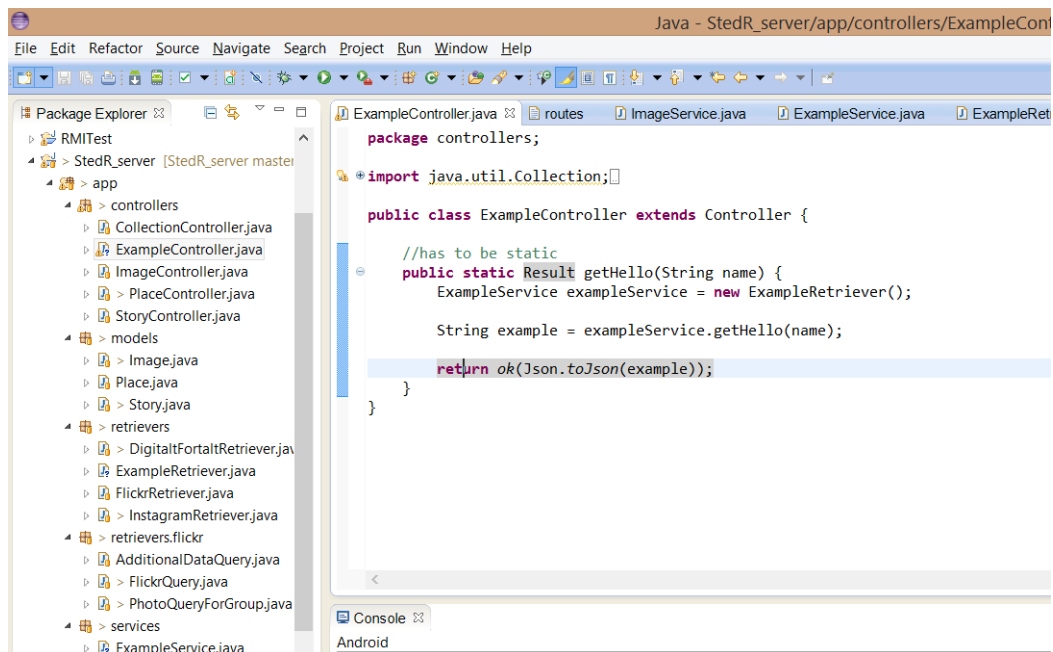 Java - StedR_server/app/controllers/ExampleCont
File Edit Refactor Source Navigate Search Project Run Window Help
Package Explorer
RMITest
> StedR_server [StedR_server master
> app
> controllers
CollectionController.java
ExampleController.java
ImageController.java
> PlaceController.java
StoryController.java
> models
> Image.java
Place.java
> Story.java
> retrievers
> DigitaltFortaltRetriever.jav
ExampleRetriever.java
FlickrRetriever.java
> InstagramRetriever.java
> retrievers.flickr
AdditionalDataQuery.java
> FlickrQuery.java
> PhotoQueryForGroup.java
> services
ExampleService.java
ExampleController.java routes ImageService.java ExampleService.java ExampleRetr
package controllers;
import java.util.Collection;
public class ExampleController extends Controller {
//has to be static
public static Result getHello(String name) {
ExampleService exampleService = new ExampleRetriever();
String example = exampleService.getHello(name);
return ok(Json.toJson(example));
}
}
Console
Android